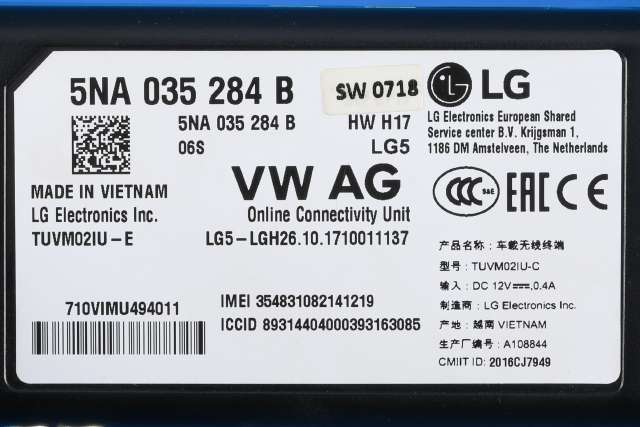 5NA 035 284 B
SW 0718
LG
5NA 035 284 B
HW H17
06S
LG5
LG Electronics European Shared
Service center B.V. Krijgsman 1,
1186 DM Amstelveen, The Netherlands
MADE IN VIETNAM
LG Electronics Inc.
TUVM02IU-E
VW AG
Online Connectivity Unit
LG5-LGH26.10.1710011137
CCC S&E EAC CE
产品名称：车载无线终端
型号：TUVM02IU-C
输入：DC 12V⎓, 0.4A
制造商：LG Electronics Inc.
产地：越南 VIETNAM
生产厂编号：A108844
CMIIT ID: 2016CJ7949
710VIMU494011
IMEI 354831082141219
ICCID 89314404000393163085